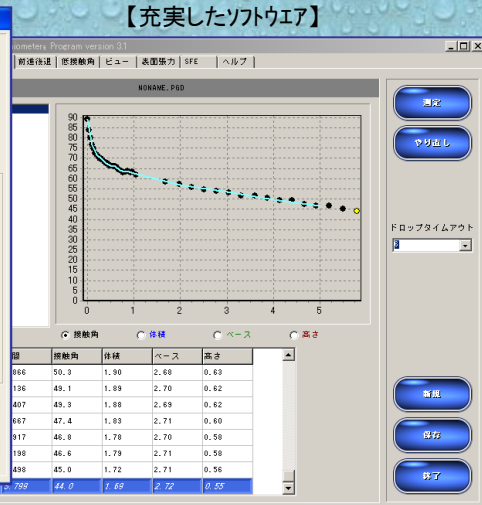 【充実したソフトウエア】
iometery Program version 3.1
前進後退 低接触角 ビュー 表面張力 SFE ヘルプ
NONAME.PGD
測定
やり直し
ドロップタイムアウト
6
90
85
80
75
70
65
60
55
50
45
40
35
30
25
20
15
10
5
0
0 1 2 3 4 5
接触角 体積 ベース 高さ
間 接触角 体積 ベース 高さ
866 50.3 1.90 2.68 0.63
136 49.1 1.89 2.70 0.62
407 49.3 1.88 2.69 0.62
667 47.4 1.83 2.71 0.60
917 46.8 1.78 2.70 0.58
198 46.6 1.79 2.71 0.58
498 45.0 1.72 2.71 0.56
5.799 44.0 1.69 2.72 0.55
新規
保存
終了